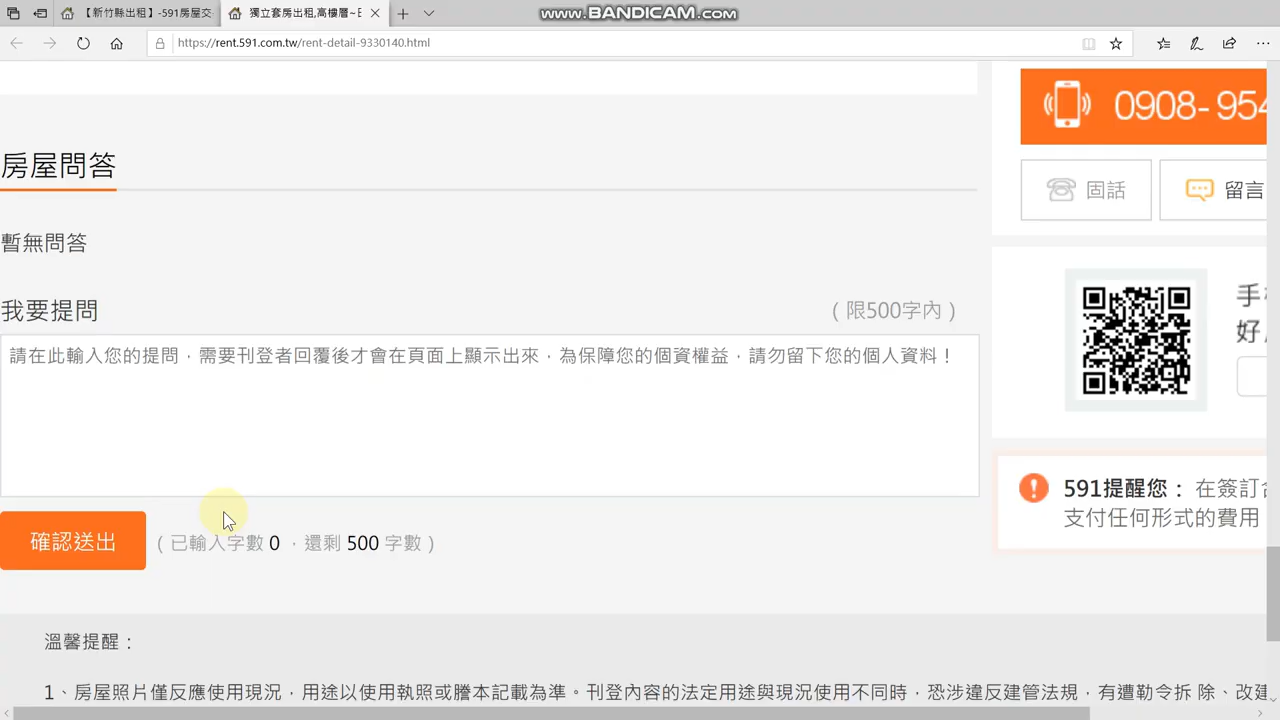 【新竹縣出租】-591房屋交
獨立套房出租,高樓層~
www.BANDICAM.com
https://rent.591.com.tw/rent-detail-9330140.html
0908-954
房屋問答
固話
留言
暫無問答
我要提問
( 限500字內 )
請在此輸入您的提問，需要刊登者回覆後才會在頁面上顯示出來，為保障您的個資權益，請勿留下您的個人資料！
手
好
591提醒您： 在簽訂
支付任何形式的費用
確認送出
( 已輸入字數 0 ，還剩 500 字數 )
溫馨提醒：
1、房屋照片僅反應使用現況，用途以使用執照或謄本記載為準。刊登內容的法定用途與現況使用不同時，恐涉違反建管法規，有遭勒令拆 除、改建